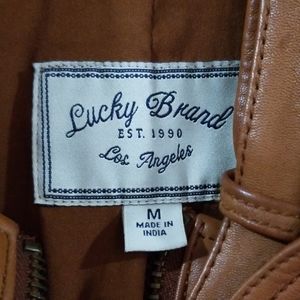 Lucky Brand
EST. 1990
Los Angeles
M
MADE IN
INDIA